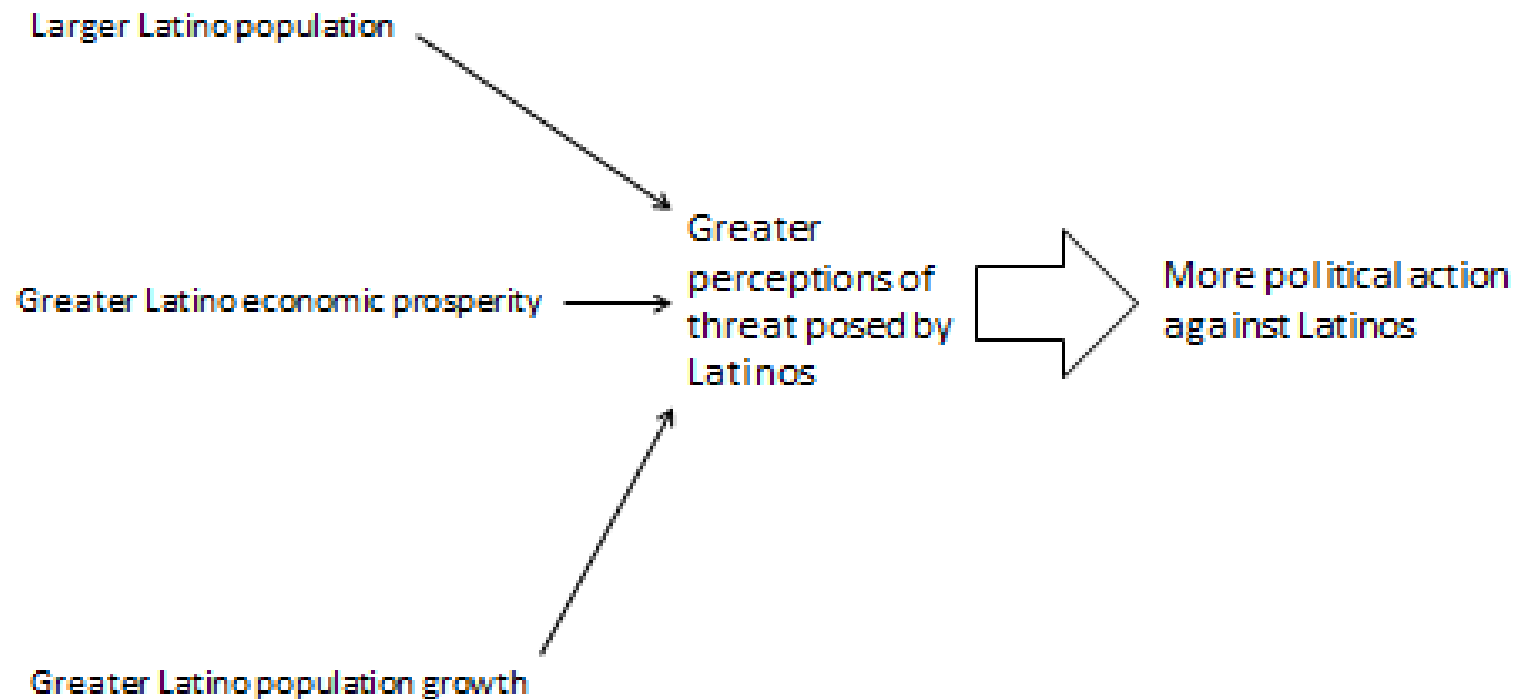 Larger Latino population
Greater
perceptions of
threat posed by
Latinos
Greater Latino economic prosperity
More political action
against Latinos
Greater Latino population growth